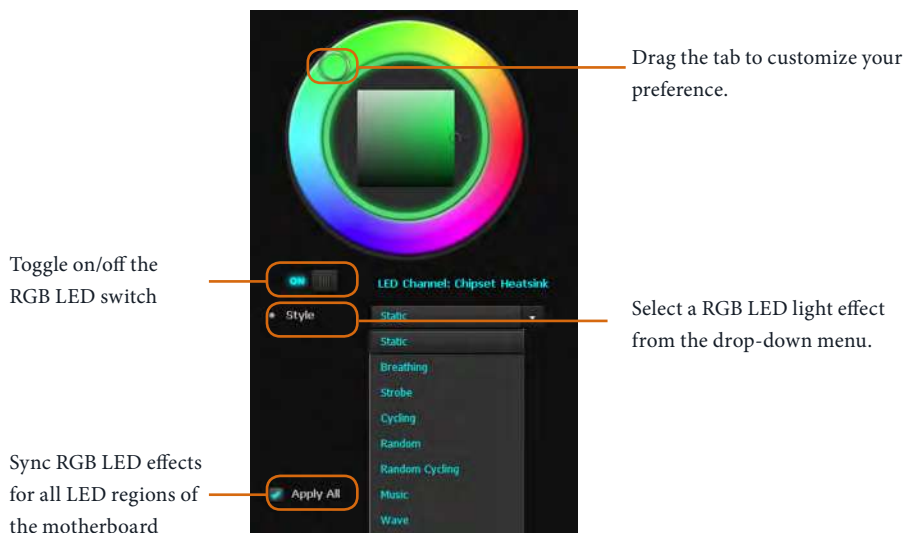 Drag the tab to customize your
preference.
Toggle on/off the
RGB LED switch
ON
LED Channel: Chipset Heatsink
Style
Static
Select a RGB LED light effect
from the drop-down menu.
Static
Breathing
Strobe
Cycling
Random
Random Cycling
Music
Wave
Sync RGB LED effects
for all LED regions of
the motherboard
Apply All